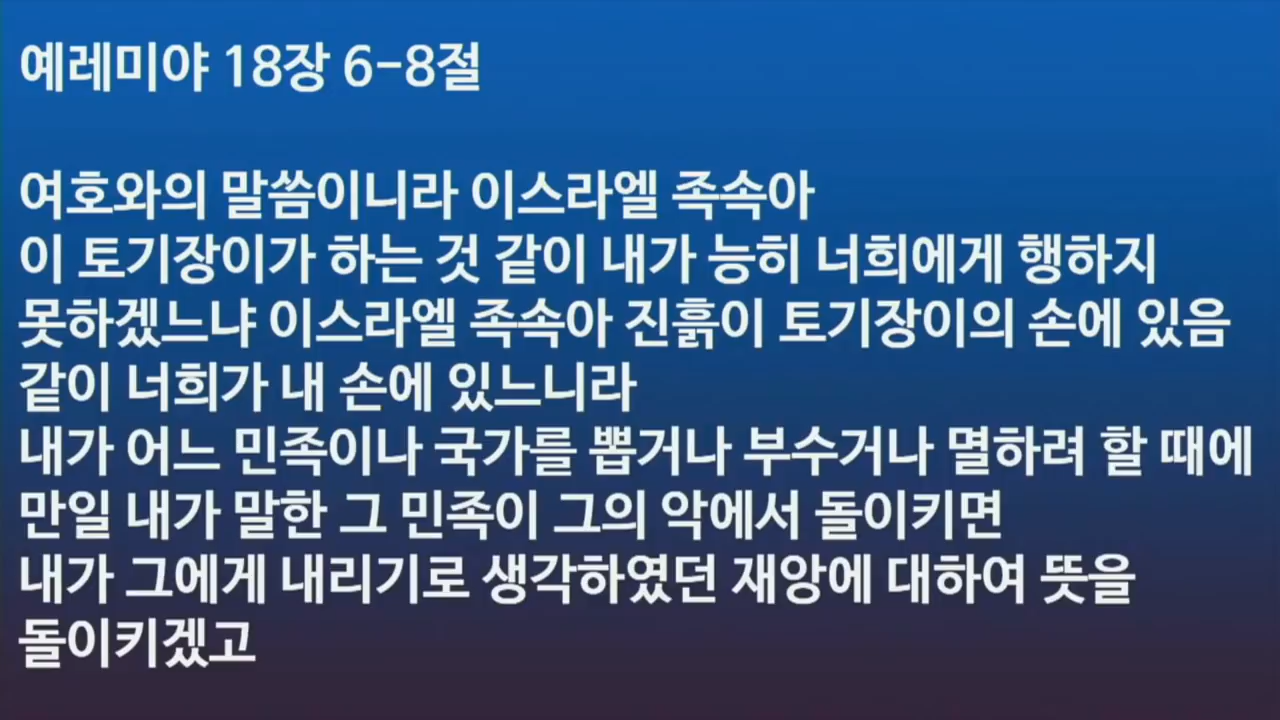 예레미야 18장 6-8절
여호와의 말씀이니라 이스라엘 족속아
이 토기장이가 하는 것 같이 내가 능히 너희에게 행하지
못하겠느냐 이스라엘 족속아 진흙이 토기장이의 손에 있음
같이 너희가 내 손에 있느니라
내가 어느 민족이나 국가를 뽑거나 부수거나 멸하려 할 때에
만일 내가 말한 그 민족이 그의 악에서 돌이키면
내가 그에게 내리기로 생각하였던 재앙에 대하여 뜻을
돌이키겠고